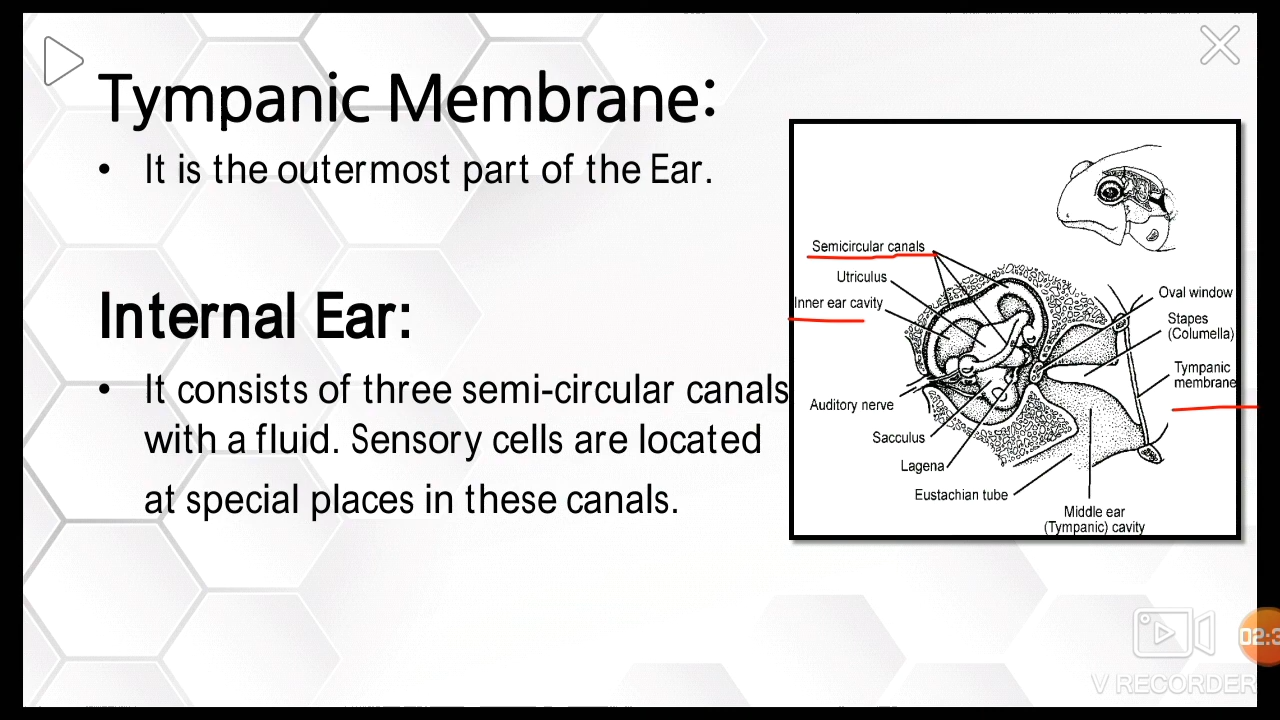 Tympanic Membrane:
• It is the outermost part of the Ear.
Internal Ear:
• It consists of three semi-circular canals
with a fluid. Sensory cells are located
at special places in these canals.
Semicircular canals
Utriculus
Inner ear cavity
Auditory nerve
Sacculus
Lagena
Eustachian tube
Middle ear
(Tympanic) cavity
Oval window
Stapes
(Columella)
Tympanic
membrane
V RECORDER